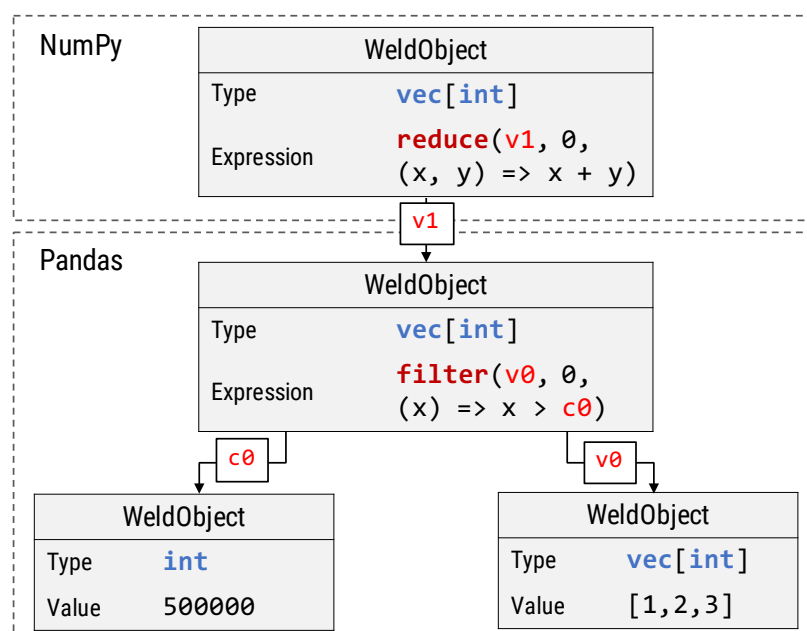 NumPy
WeldObject
Type vec[int]
Expression reduce(v1, 0,
(x, y) => x + y)
v1
Pandas
WeldObject
Type vec[int]
Expression filter(v0, 0,
(x) => x > c0)
c0
v0
WeldObject
Type int
Value 500000
WeldObject
Type vec[int]
Value [1,2,3]